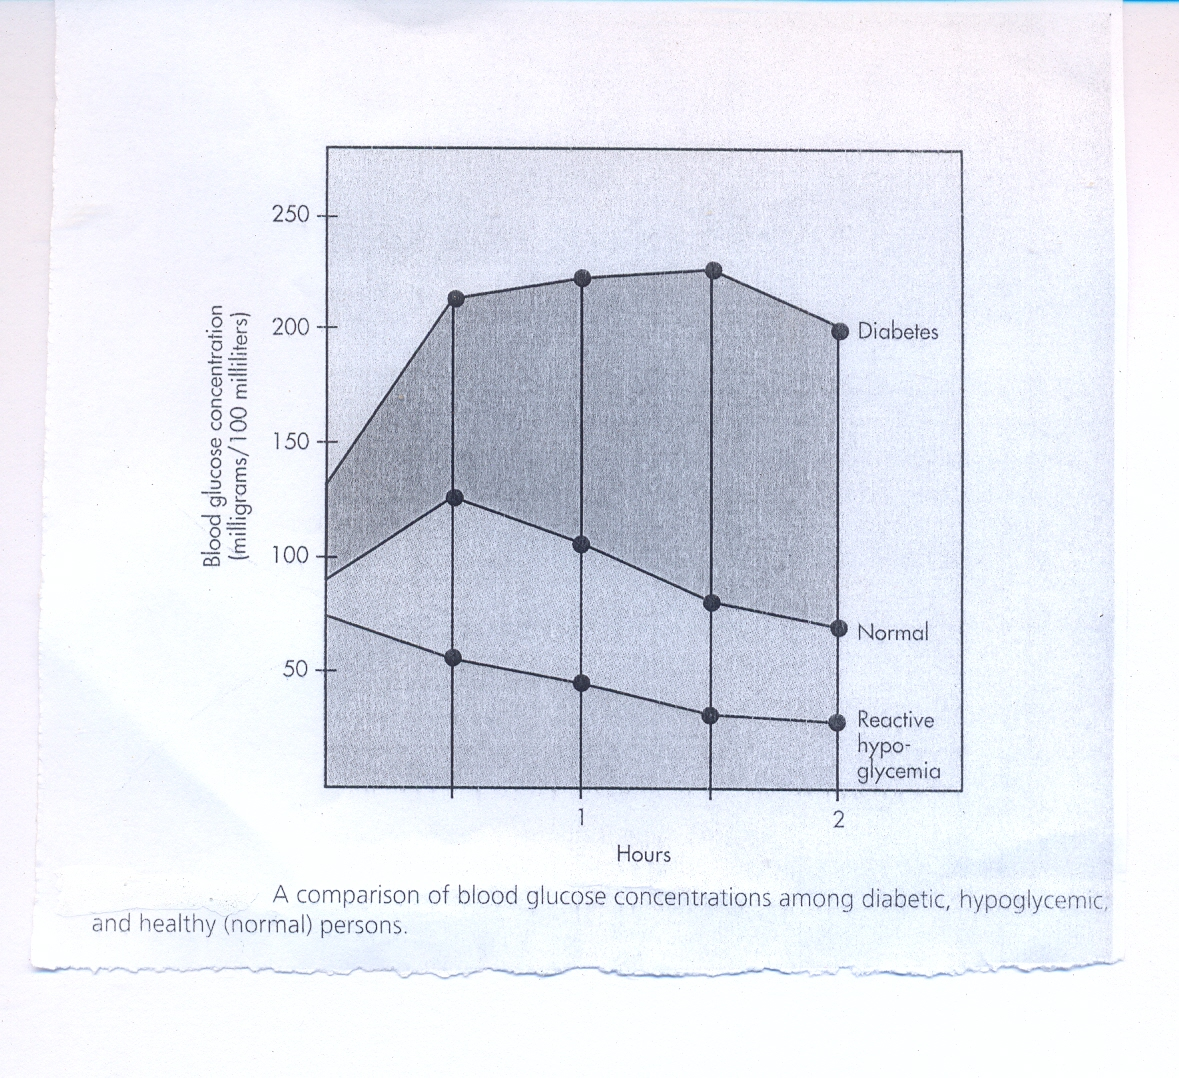 250
200
150
100
50
Blood glucose concentration
(milligrams/100 milliliters)
Diabetes
Normal
Reactive
hypo-
glycemia
1
2
Hours
A comparison of blood glucose concentrations among diabetic, hypoglycemic,
and healthy (normal) persons.